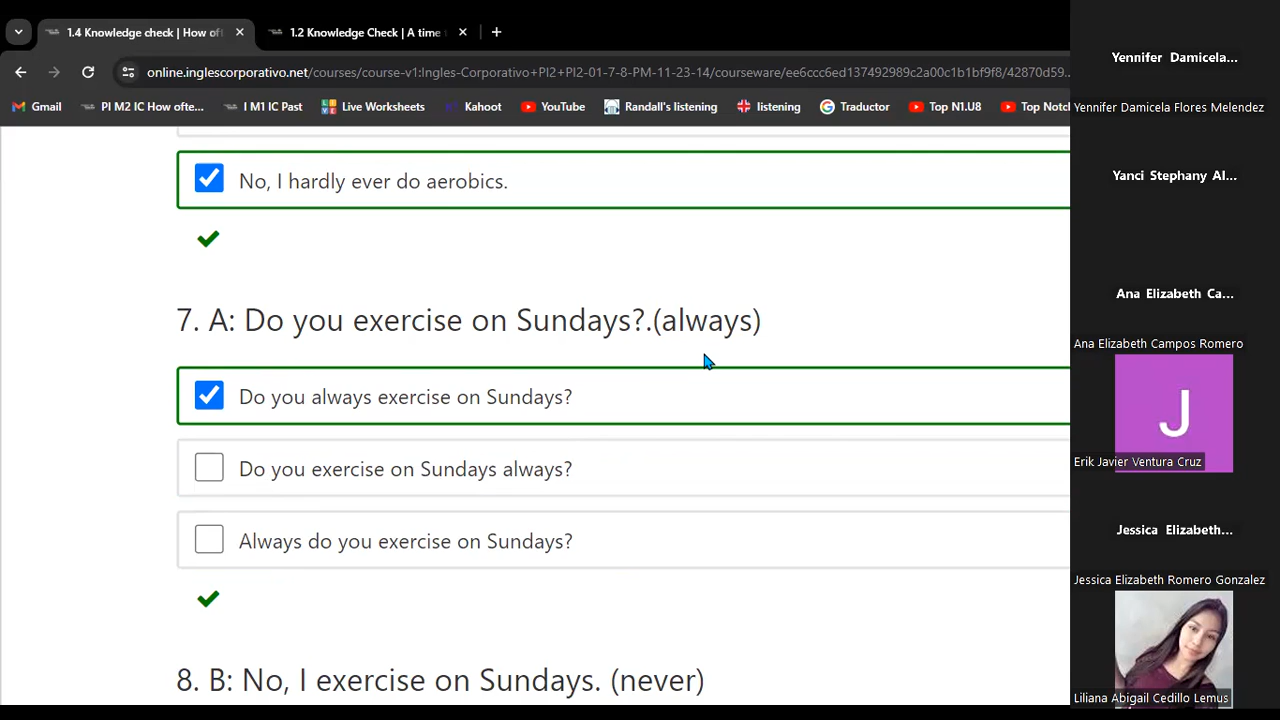 1.4 Knowledge check | How of
1.2 Knowledge Check | A time
online.inglescorporativo.net/courses/course-v1:Ingles-Corporativo+PI2+PI2-01-7-8-PM-11-23-14/courseware/ee6ccc6ed137492989c2a00c1b1bf9f8/42870d59...
Gmail
PI M2 IC How ofte...
I M1 IC Past
Live Worksheets
Kahoot
YouTube
Randall's listening
listening
Traductor
Top N1.U8
Top Notch
No, I hardly ever do aerobics.
7. A: Do you exercise on Sundays?.(always)
Do you always exercise on Sundays?
Do you exercise on Sundays always?
Always do you exercise on Sundays?
8. B: No, I exercise on Sundays. (never)
Yennifer Damicela...
Yennifer Damicela Flores Melendez
Yanci Stephany Al...
Ana Elizabeth Ca...
Ana Elizabeth Campos Romero
J
Erik Javier Ventura Cruz
Jessica Elizabeth...
Jessica Elizabeth Romero Gonzalez
Liliana Abigail Cedillo Lemus